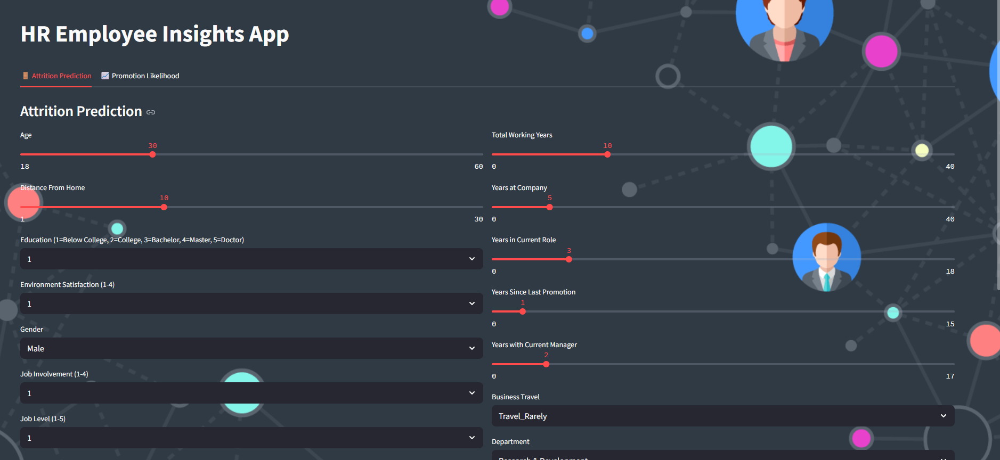 HR Employee Insights App
Attrition Prediction
Promotion Likelihood
Attrition Prediction
Age
30
18 60
Distance From Home
10
1 30
Education (1=Below College, 2=College, 3=Bachelor, 4=Master, 5=Doctor)
1
Environment Satisfaction (1-4)
1
Gender
Male
Job Involvement (1-4)
1
Job Level (1-5)
1
Total Working Years
10
0 40
Years at Company
5
0 40
Years in Current Role
3
0 18
Years Since Last Promotion
1
0 15
Years with Current Manager
2
0 17
Business Travel
Travel_Rarely
Department
Research & Development